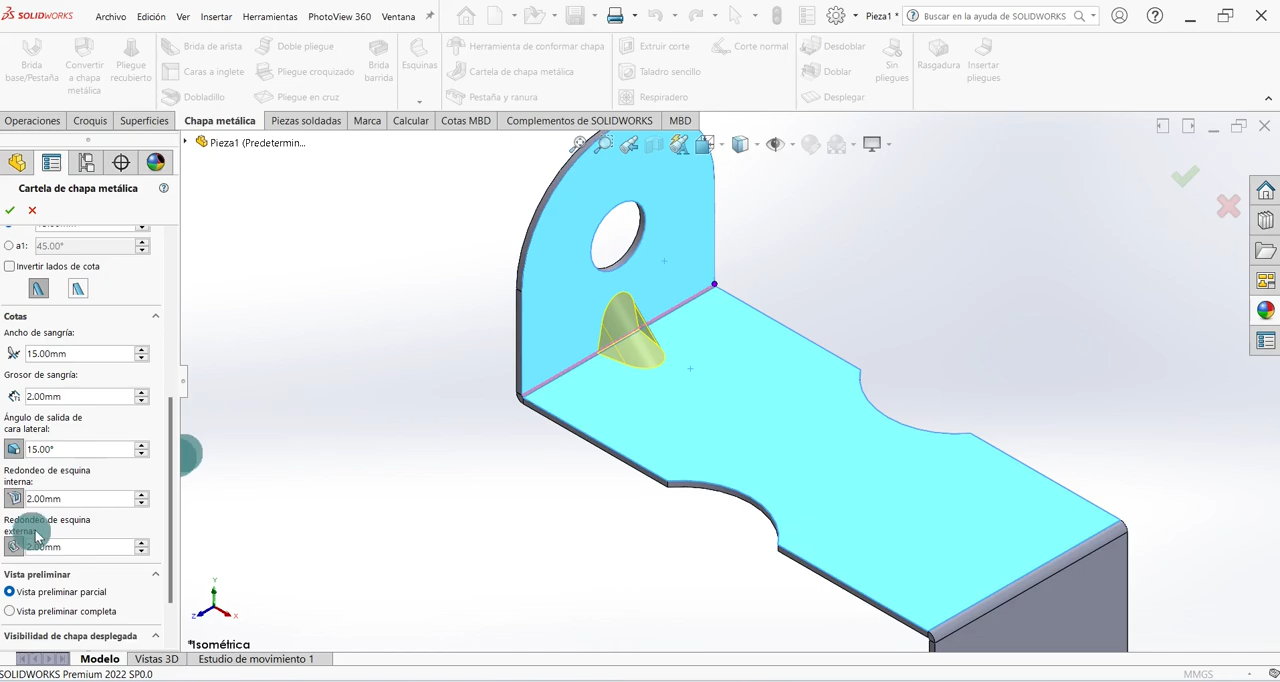 SOLIDWORKS Archivo Edición Ver Insertar Herramientas PhotoView 360 Ventana Pieza1 * Buscar en la ayuda de SOLIDWORKS
Brida base/Pestaña
Convertir a chapa metálica
Pliegue recubierto
Brida de arista
Caras a inglete
Dobladillo
Doble pliegue
Pliegue croquizado
Pliegue en cruz
Brida barrida
Esquinas
Herramienta de conformar chapa
Cartela de chapa metálica
Pestaña y ranura
Extruir corte
Taladro sencillo
Respiradero
Corte normal
Desdoblar
Doblar
Desplegar
Sin pliegues
Rasgadura
Insertar pliegues
Operaciones Croquis Superficies Chapa metálica Piezas soldadas Marca Calcular Cotas MBD Complementos de SOLIDWORKS MBD
Pieza1 (Predetermin...
Cartela de chapa metálica
a1: 45.00°
Invertir lados de cota
Cotas
Ancho de sangría:
15.00mm
Grosor de sangría:
2.00mm
Ángulo de salida de
cara lateral:
15.00°
Redondeo de esquina
interna:
2.00mm
Redondeo de esquina
externa:
2.00mm
Vista preliminar
Vista preliminar parcial
Vista preliminar completa
Visibilidad de chapa desplegada
Y
Z
X
*Isométrica
Modelo Vistas 3D Estudio de movimiento 1
SOLIDWORKS Premium 2022 SP0.0 MMGS